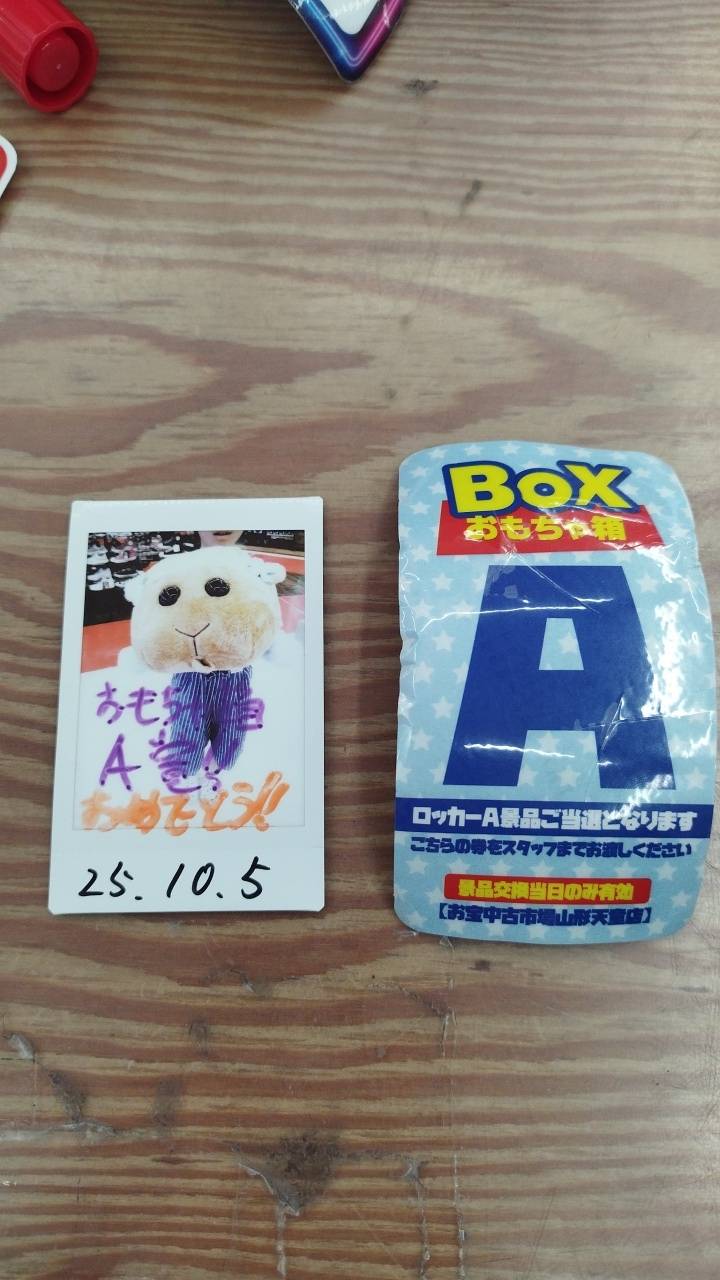 おもちゃ箱
A賞!!
おめでとう!!
25.10.5
BOX
おもちゃ箱
A
ロッカーA景品ご当選となります
こちらの券をスタッフまでお渡しください
景品交換当日のみ有効
【お宝中古市場山形天童店】